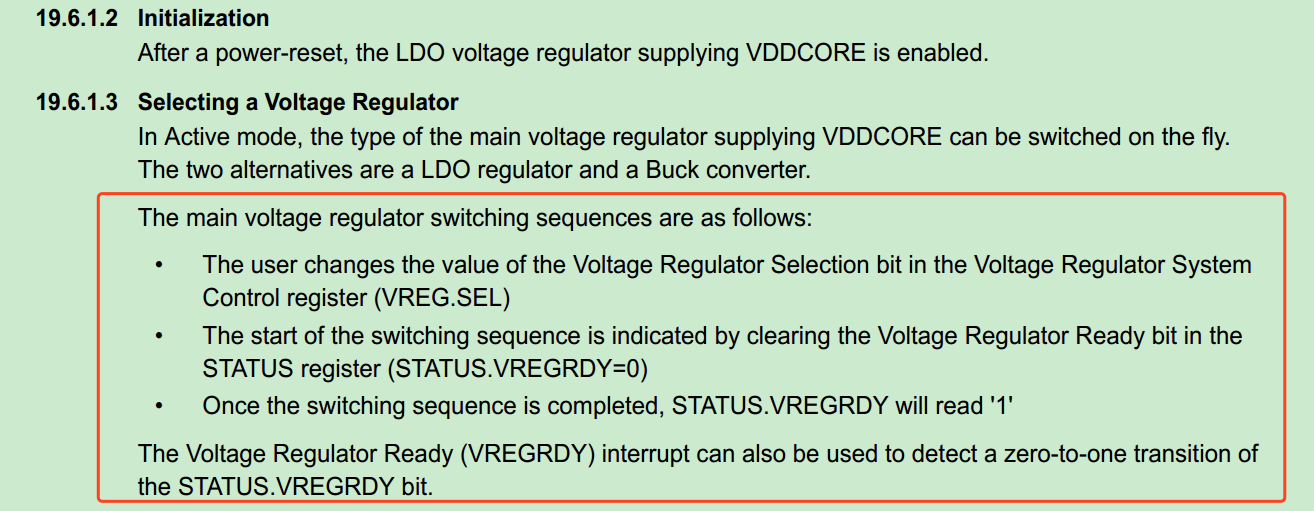 19.6.1.2 Initialization
After a power-reset, the LDO voltage regulator supplying VDDCORE is enabled.
19.6.1.3 Selecting a Voltage Regulator
In Active mode, the type of the main voltage regulator supplying VDDCORE can be switched on the fly.
The two alternatives are a LDO regulator and a Buck converter.
The main voltage regulator switching sequences are as follows:
• The user changes the value of the Voltage Regulator Selection bit in the Voltage Regulator System
Control register (VREG.SEL)
• The start of the switching sequence is indicated by clearing the Voltage Regulator Ready bit in the
STATUS register (STATUS.VREGRDY=0)
• Once the switching sequence is completed, STATUS.VREGRDY will read '1'
The Voltage Regulator Ready (VREGRDY) interrupt can also be used to detect a zero-to-one transition of
the STATUS.VREGRDY bit.